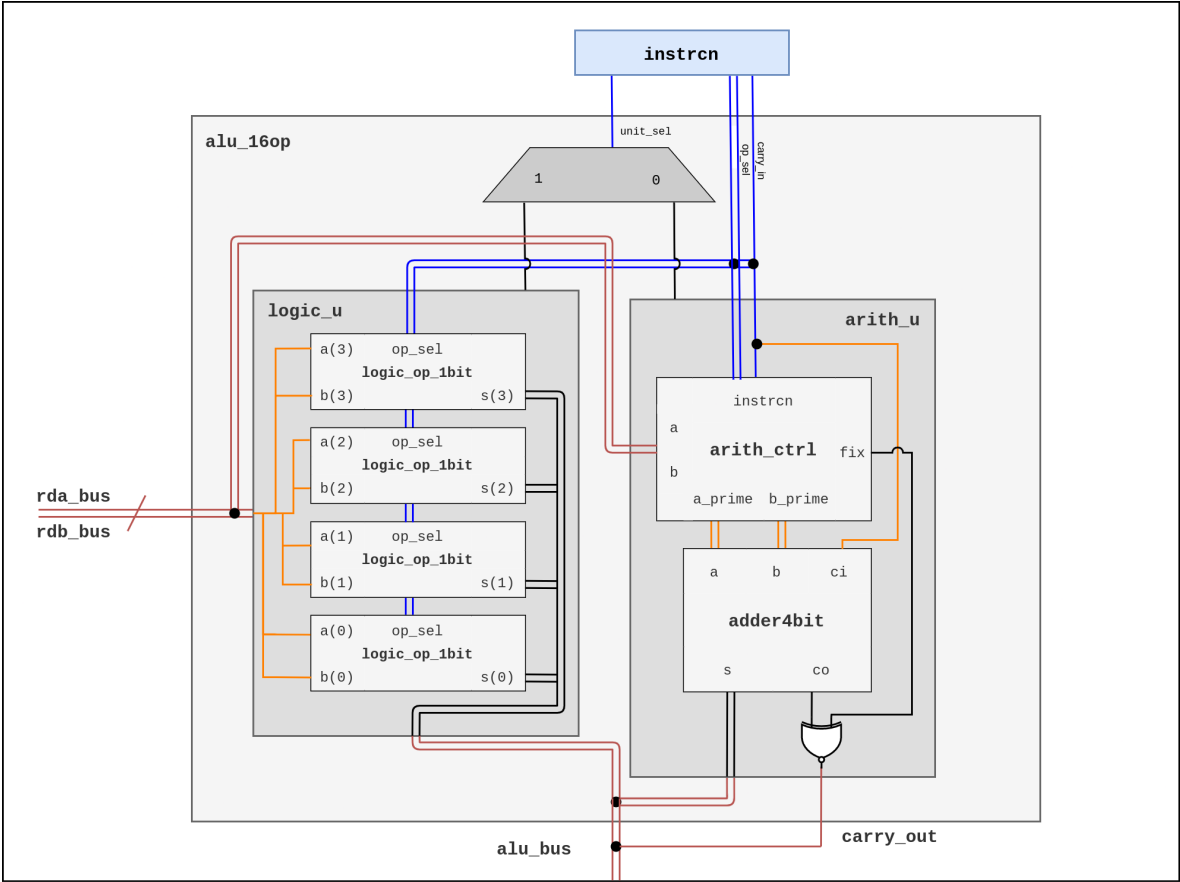 instrcn
unit_sel
alu_16op
carry_in
op_sel
1 0
logic_u
arith_u
a(3) op_sel
logic_op_1bit
b(3) s(3)
a(2) op_sel
logic_op_1bit
b(2) s(2)
a(1) op_sel
logic_op_1bit
b(1) s(1)
a(0) op_sel
logic_op_1bit
b(0) s(0)
instrcn
a
arith_ctrl fix
b
a_prime b_prime
rda_bus
rdb_bus
a b ci
adder4bit
s co
carry_out
alu_bus